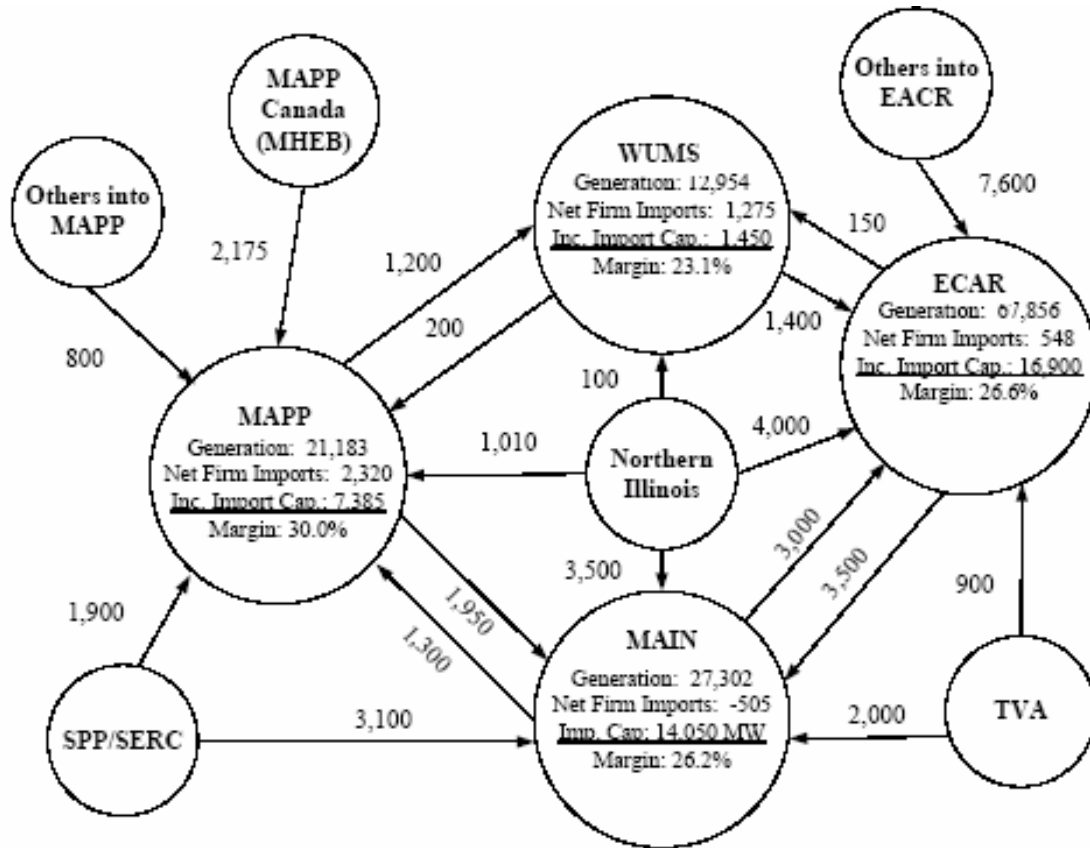 Others into
EACR
MAPP
Canada
(MHEB)
Others into
MAPP
WUMS
Generation: 12,954
Net Firm Imports: 1,275
Inc. Import Cap.: 1,450
Margin: 23.1%
7,600
150
2,175
1,200
200
1,400
800
100
ECAR
Generation: 67,856
Net Firm Imports: 548
Inc. Import Cap.: 16,900
Margin: 26.6%
MAPP
Generation: 21,183
Net Firm Imports: 2,320
Inc. Import Cap.: 7,385
Margin: 30.0%
1,010
Northern
Illinois
4,000
3,500
3,000
3,500
900
1,900
1,950
1,300
MAIN
Generation: 27,302
Net Firm Imports: -505
Imp. Cap: 14,050 MW
Margin: 26.2%
SPP/SERC
3,100
2,000
TVA